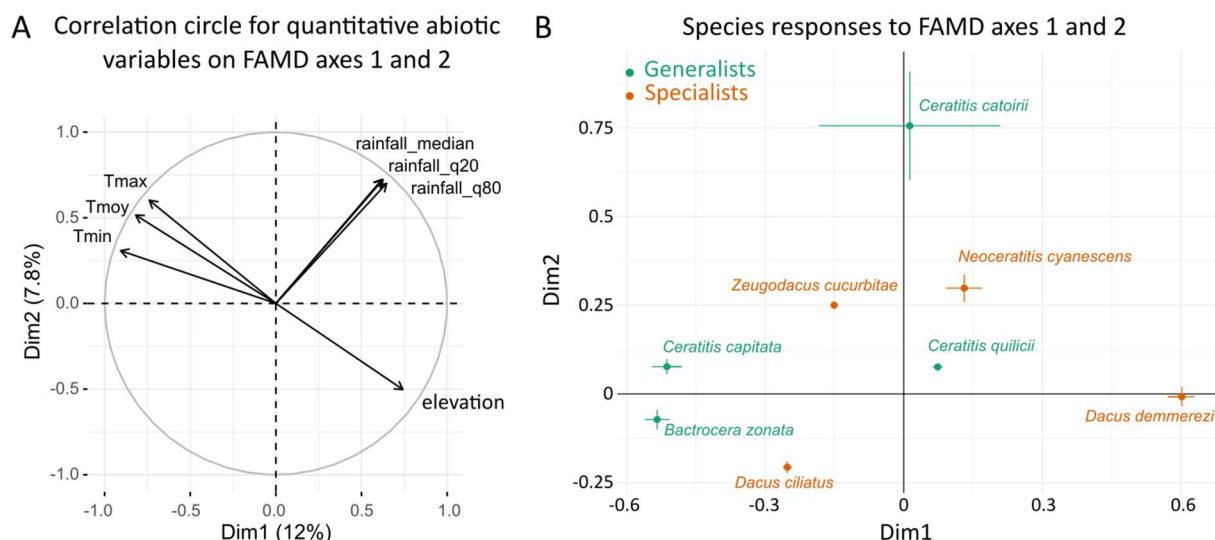 A
Correlation circle for quantitative abiotic
variables on FAMD axes 1 and 2
1.0
0.5
0.0
-0.5
-1.0
Dim2 (7.8%)
Tmax
Tmoy
Tmin
rainfall_median
rainfall_q20
rainfall_q80
elevation
-1.0 -0.5 0.0 0.5 1.0
Dim1 (12%)
B
Species responses to FAMD axes 1 and 2
Generalists
Specialists
0.75
0.5
0.25
0
-0.25
Dim2
Ceratitis catoirii
Neoceratitis cyanescens
Zeugodacus cucurbitae
Ceratitis capitata
Ceratitis quilicii
Dacus demmerezi
Bactrocera zonata
Dacus ciliatus
-0.6 -0.3 0 0.3 0.6
Dim1